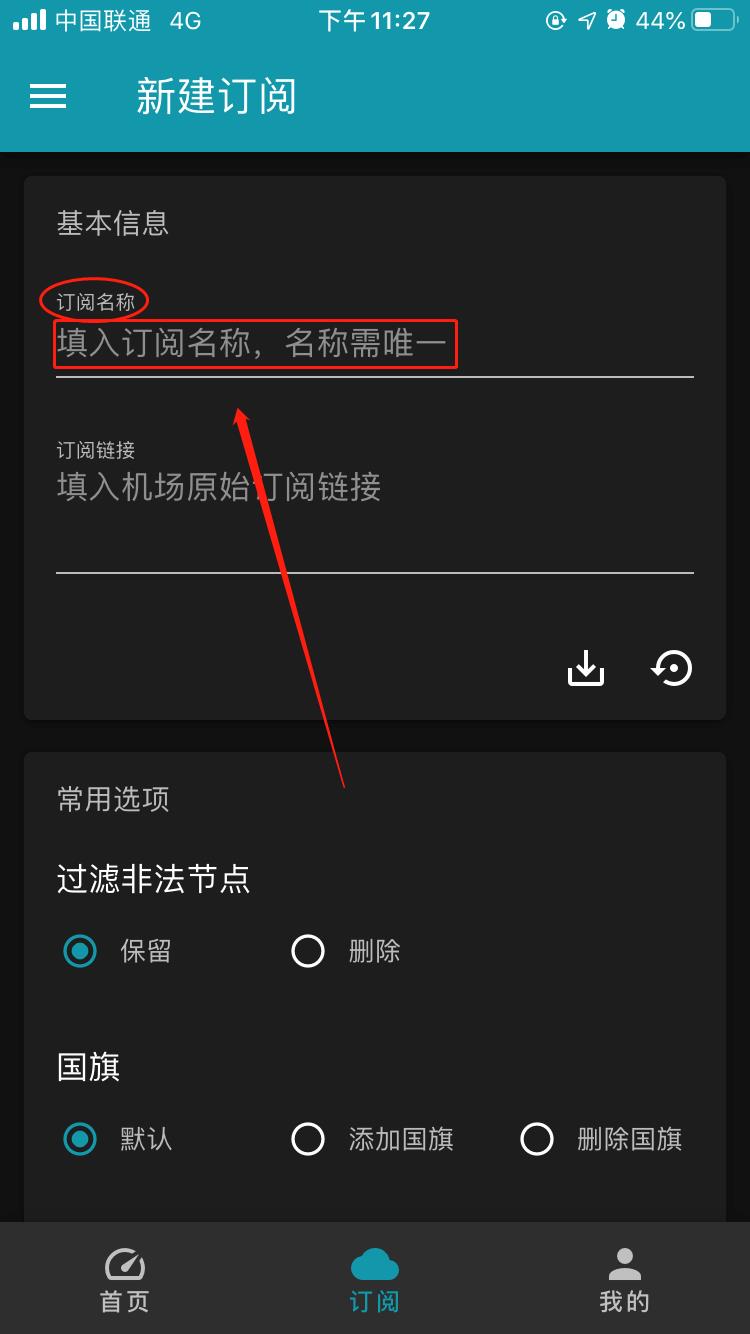 中国联通 4G 下午11:27 44%
新建订阅
基本信息
订阅名称
填入订阅名称，名称需唯一
订阅链接
填入机场原始订阅链接
常用选项
过滤非法节点
保留 删除
国旗
默认 添加国旗 删除国旗
首页 订阅 我的